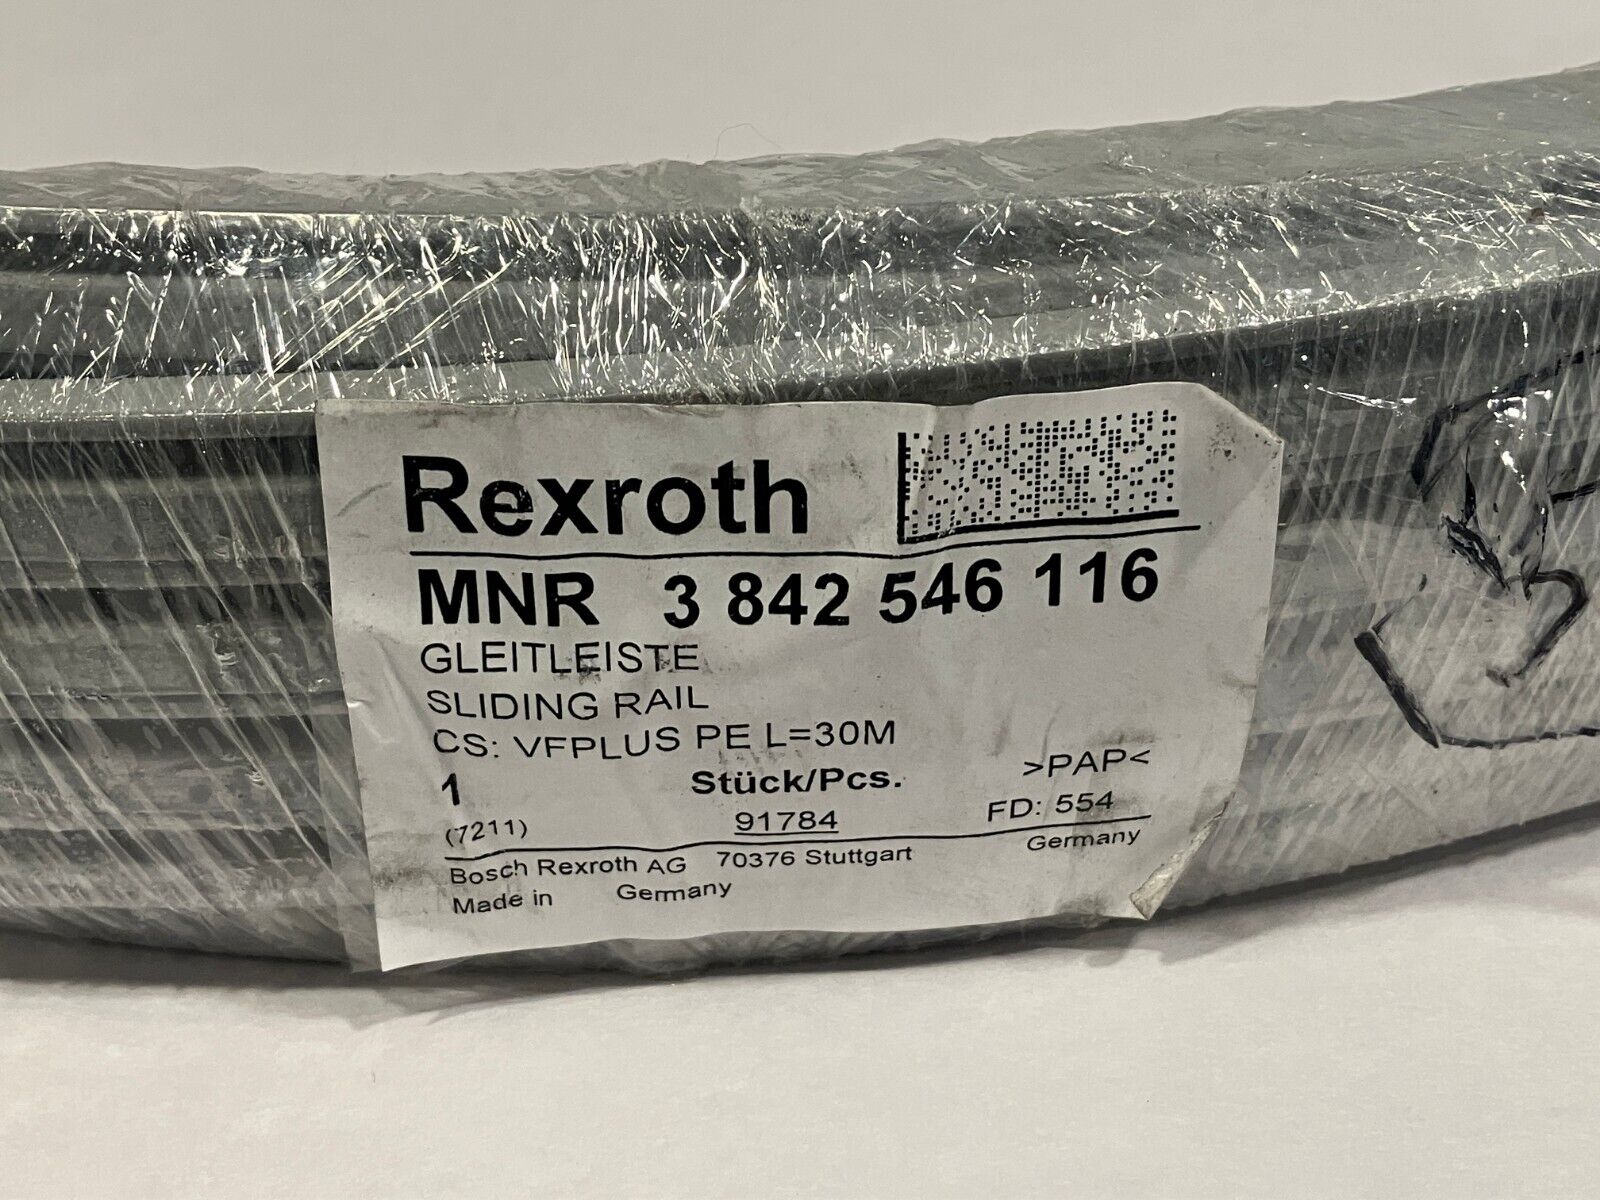 Rexroth
MNR 3 842 546 116
GLEITLEISTE
SLIDING RAIL
CS: VFPLUS PE L=30M
1 Stück/Pcs. >PAP<
(7211) 91784 FD: 554
Bosch Rexroth AG 70376 Stuttgart Germany
Made in Germany